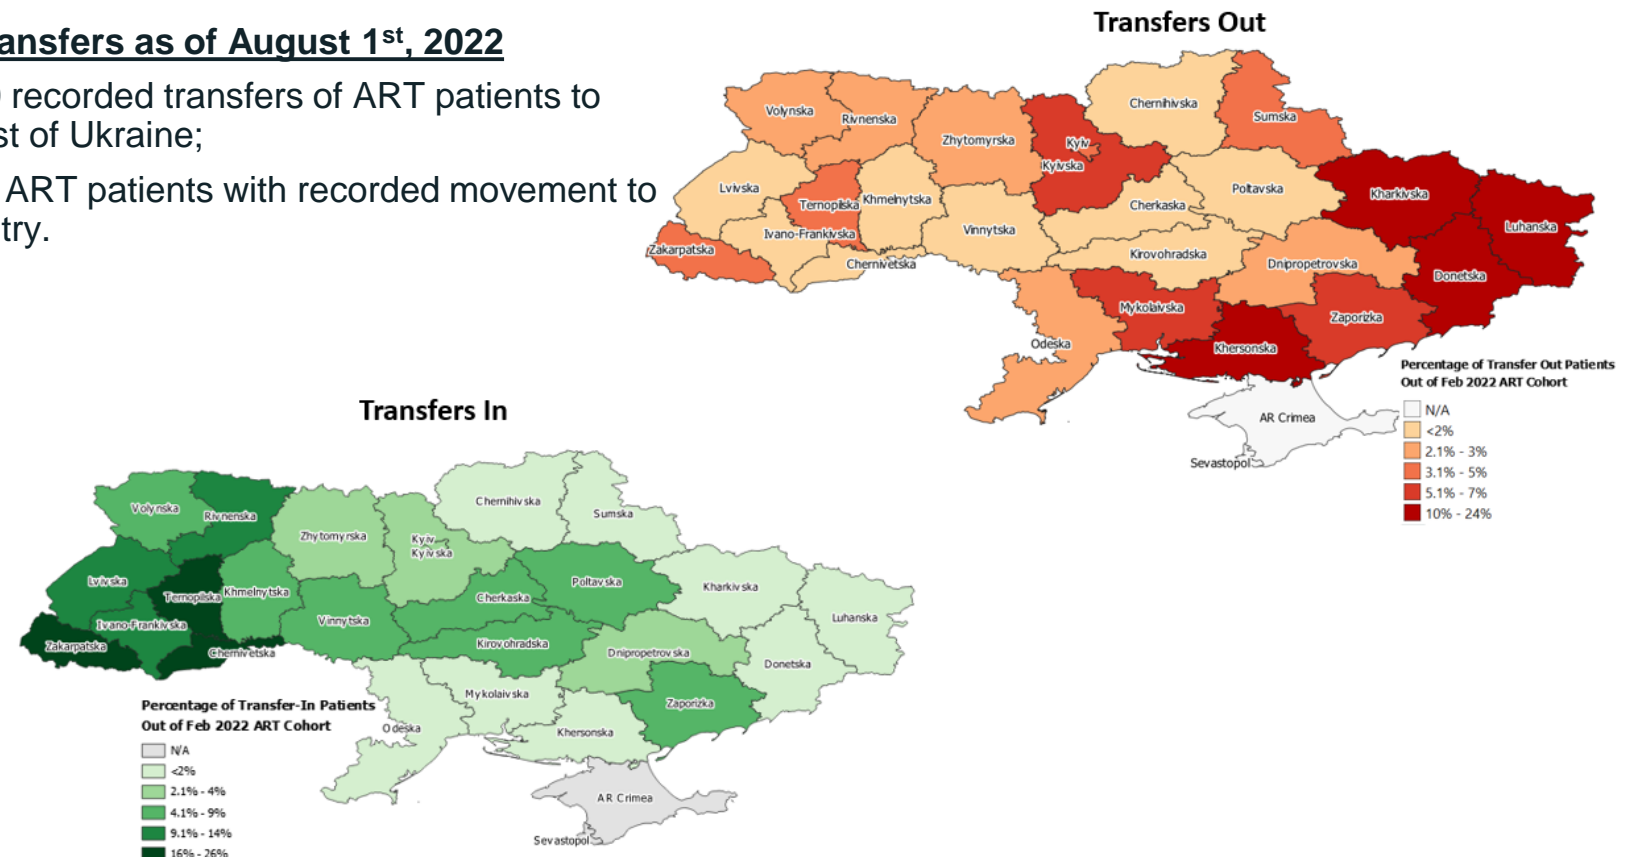 ansfers as of August 1st, 2022
recorded transfers of ART patients to
st of Ukraine;
ART patients with recorded movement to
try.
Transfers Out
Volynska
Rivnenska
Zhytomyrska
Kyiv
Kyivska
Chernihivska
Sumska
Lvivska
Ternopilska
Khmelnytska
Ivano-Frankivska
Zakarpatska
Chernivetska
Vinnytska
Cherkaska
Poltavska
Kirovohradska
Kharkivska
Luhanska
Donetska
Dnipropetrovska
Zaporizka
Mykolaivska
Khersonska
Odeska
AR Crimea
Sevastopol
Percentage of Transfer Out Patients
Out of Feb 2022 ART Cohort
N/A
<2%
2.1% - 3%
3.1% - 5%
5.1% - 7%
10% - 24%
Transfers In
Volynska
Rivnenska
Zhytomyrska
Kyiv
Kyivska
Chernihivska
Sumska
Lvivska
Ternopilska
Khmelnytska
Ivano-Frankivska
Zakarpatska
Chernivetska
Vinnytska
Cherkaska
Poltavska
Kirovohradska
Kharkivska
Luhanska
Donetska
Dnipropetrovska
Zaporizka
Mykolaivska
Khersonska
Odeska
AR Crimea
Sevastopol
Percentage of Transfer-In Patients
Out of Feb 2022 ART Cohort
N/A
<2%
2.1% - 4%
4.1% - 9%
9.1% - 14%
16% - 26%